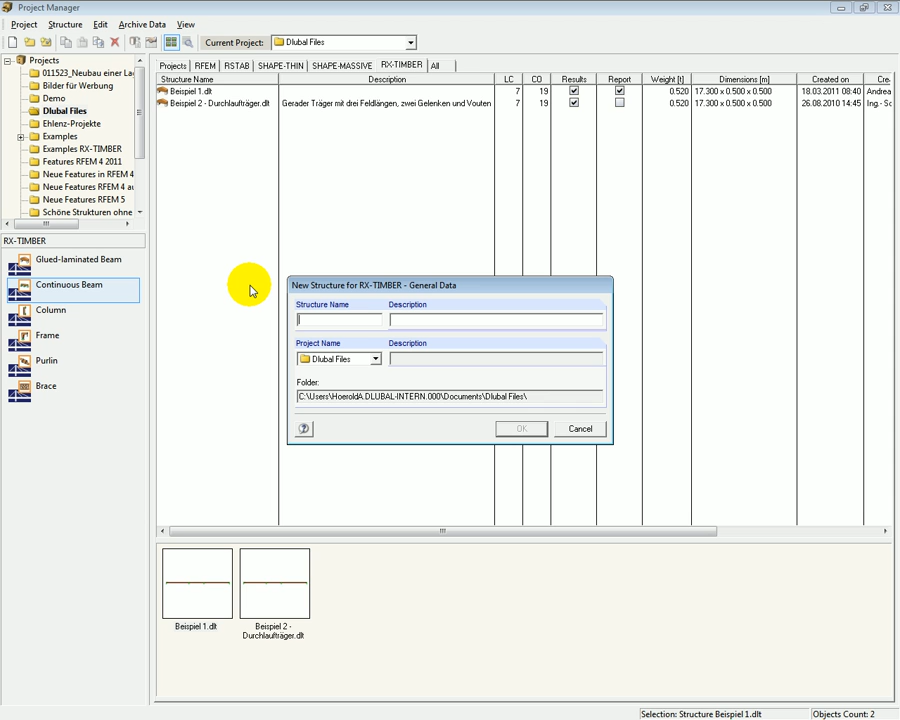 Project Manager
Project Structure Edit Archive Data View
Current Project: Dlubal Files
Projects
011523_Neubau einer Lag
Bilder für Werbung
Demo
Dlubal Files
Ehlenz-Projekte
Examples
Examples RX-TIMBER
Features RFEM 4 2011
Neue Features in RFEM 4
Neue Features RFEM 4 au
Neue Features RFEM 5
Schöne Strukturen ohne
RX-TIMBER
Glued-laminated Beam
Continuous Beam
Column
Frame
Purlin
Brace
Projects RFEM RSTAB SHAPE-THIN SHAPE-MASSIVE RX-TIMBER All
Structure Name Description LC CO Results Report Weight [t] Dimensions [m] Created on Cre
Beispiel 1.dlt 7 19 0.520 17.300 x 0.500 x 0.500 18.03.2011 08:40 Andrea
Beispiel 2 - Durchlaufträger.dlt Gerader Träger mit drei Feldlängen, zwei Gelenken und Vouten 7 19 0.520 17.300 x 0.500 x 0.500 26.08.2010 14:45 Ing.- Sc
New Structure for RX-TIMBER - General Data
Structure Name Description
Project Name Description
Dlubal Files
Folder:
C:\Users\HoeroldA.DLUBAL-INTERN.000\Documents\Dlubal Files\
OK Cancel
Beispiel 1.dlt
Beispiel 2 -
Durchlaufträger.dlt
Selection: Structure Beispiel 1.dlt Objects Count: 2